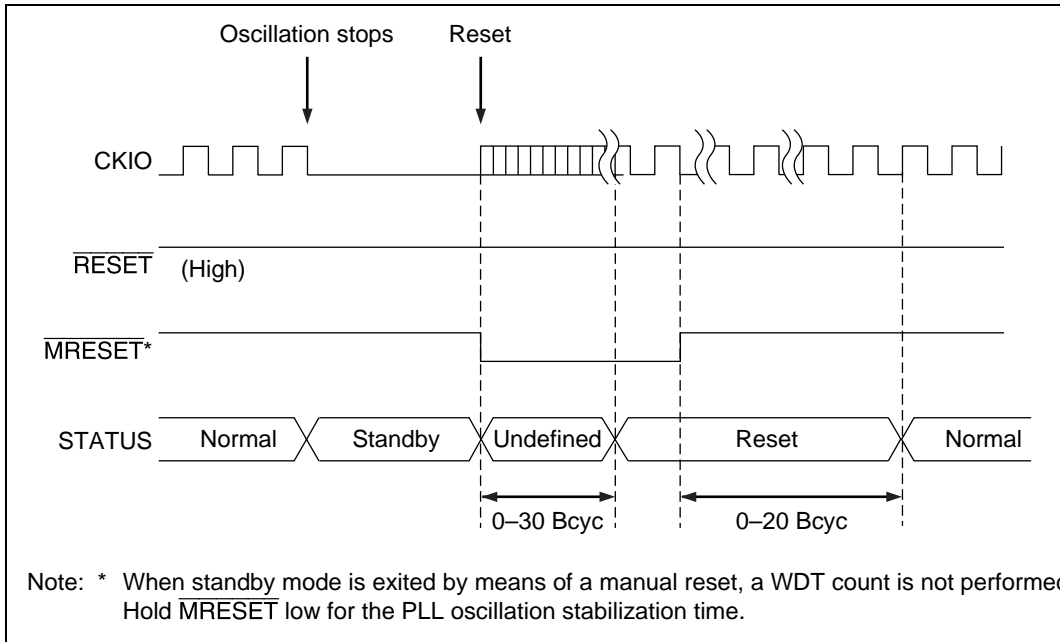 Oscillation stops Reset
CKIO
RESET (High)
MRESET*
STATUS Normal Standby Undefined Reset Normal
0–30 Bcyc 0–20 Bcyc
Note: * When standby mode is exited by means of a manual reset, a WDT count is not performed
Hold MRESET low for the PLL oscillation stabilization time.